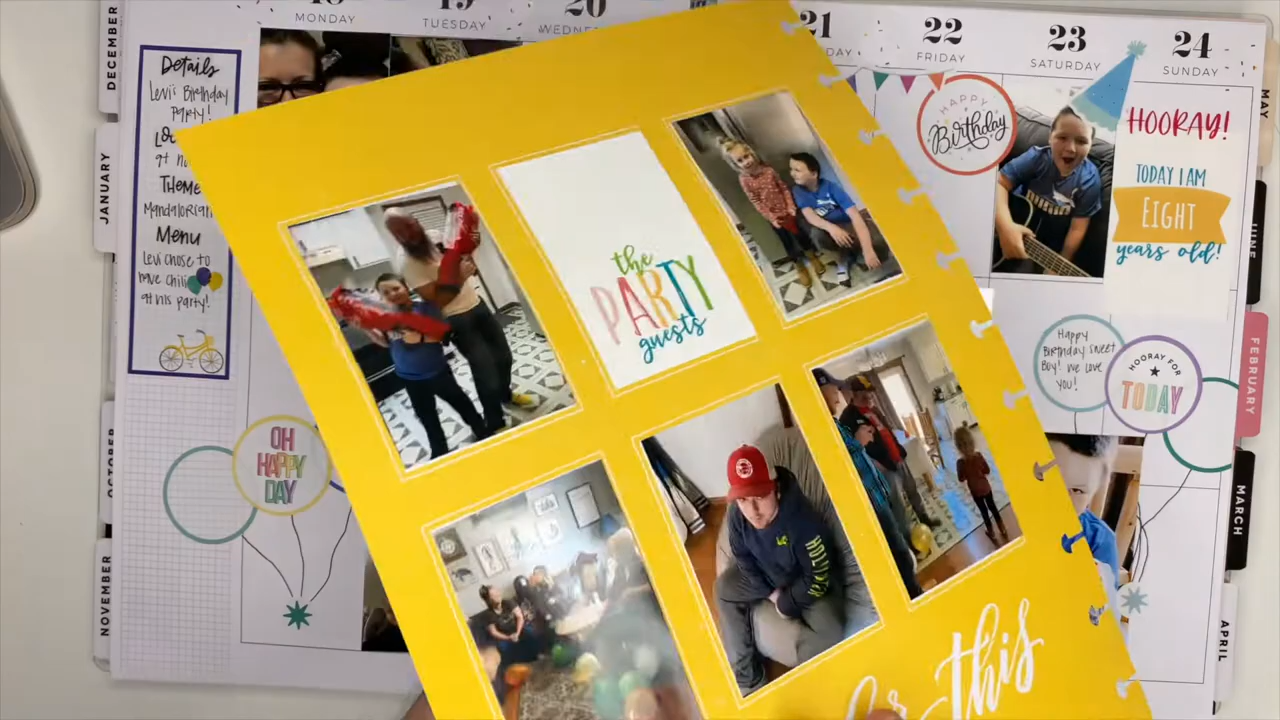 DECEMBER
JANUARY
OCTOBER
NOVEMBER
MONDAY
TUESDAY
20
21
22
FRIDAY
23
SATURDAY
24
SUNDAY
Details
Levi's Birthday
Party!
THEME
Menu
Levi chose to
have chili
at his party!
OH
HAPPY
DAY
the
PARTY
guests
this
HAPPY
Birthday
HOORAY!
TODAY I AM
EIGHT
years old!
Happy
Birthday sweet
Boy! We love
you!
HOORAY FOR
TODAY
MAY
JUNE
FEBRUARY
MARCH
APRIL